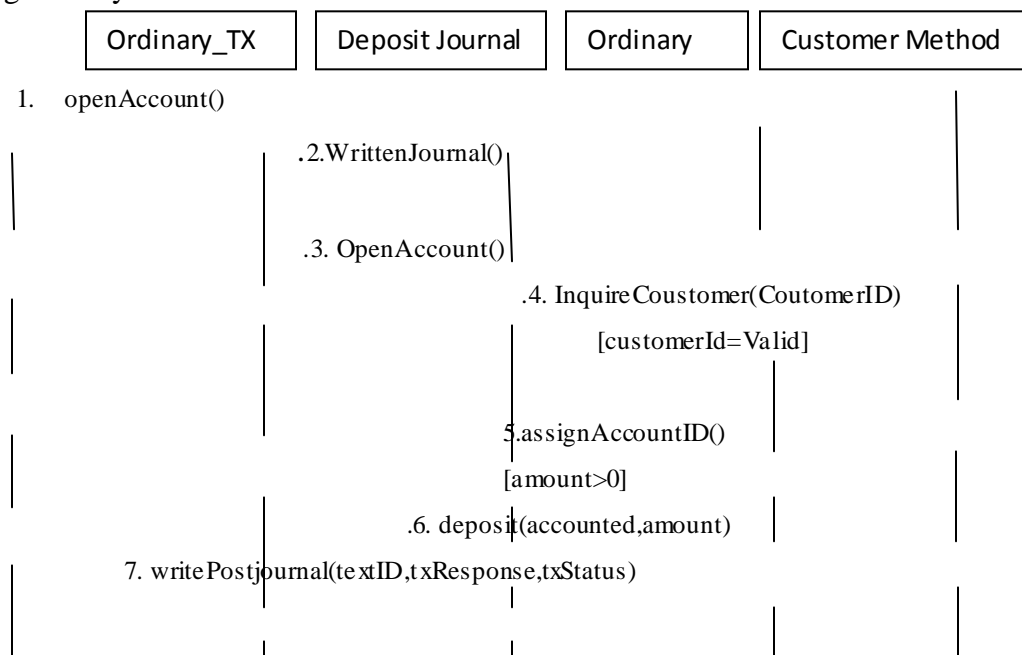 Ordinary_TX Deposit Journal Ordinary Customer Method
1. openAccount()
.2.WrittenJournal()
.3. OpenAccount()
.4. InquireCoustomer(CoutomerID)
[customerId=Valid]
5.assignAccountID()
[amount>0]
.6. deposit(accounted,amount)
7. writePostjournal(textID,txResponse,txStatus)